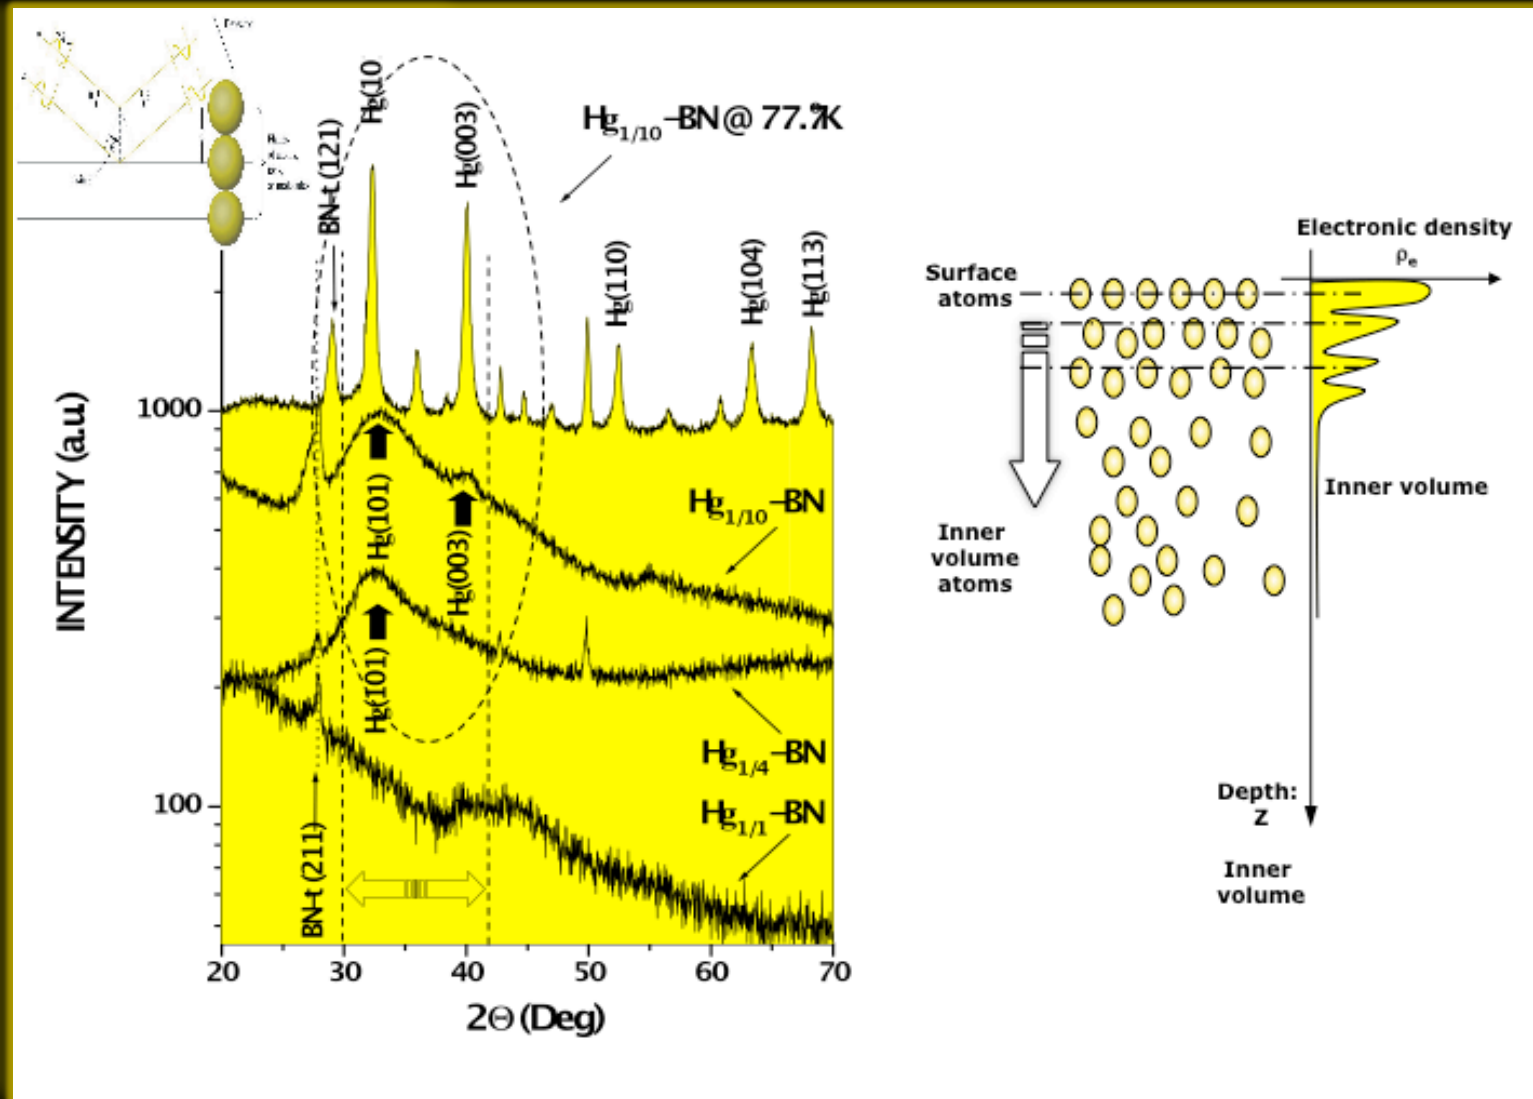 BN-t (121)
Hg(10
Hg(003)
Hg1/10-BN @ 77.7°K
Hg(110)
Hg(104)
Hg(113)
INTENSITY (a.u.)
1000
100
Hg(101)
Hg(003)
Hg1/10-BN
Hg(101)
Hg1/4-BN
Hg1/1-BN
BN-t (211)
20 30 40 50 60 70
2Θ (Deg)
Electronic density
ρe
Surface
atoms
Inner volume
Inner
volume
atoms
Depth:
Z
Inner
volume